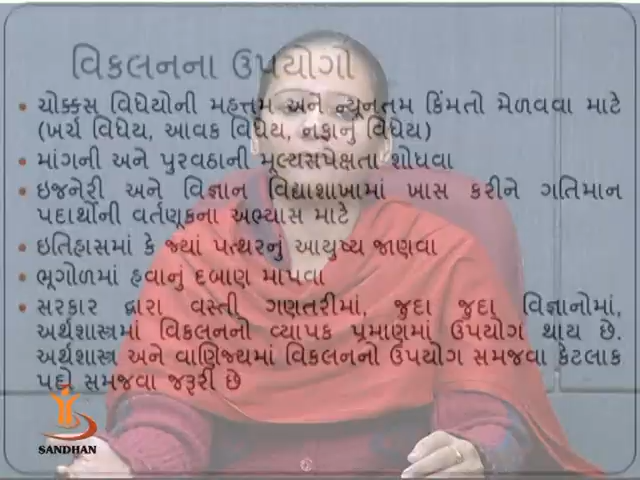 વિકલનના ઉપયોગો
ચોક્કસ વિધેયોની મહત્તમ અને ન્યૂનતમ કિંમતો મેળવવા માટે
(ખર્ચ વિધેય, આવક વિધેય, નફાનું વિધેય)
માંગની અને પુરવઠાની મૂલ્યસાપેક્ષતા શોધવા
ઇજનેરી અને વિજ્ઞાન વિદ્યાશાખામાં ખાસ કરીને ગતિમાન
પદાર્થોની વર્તણૂકના અભ્યાસ માટે
ઇતિહાસમાં કે જ્યાં પત્થરનું આયુષ્ય જાણવા
ભૂગોળમાં હવાનું દબાણ માપવા
સરકાર દ્વારા વસ્તી ગણતરીમાં, જુદા જુદા વિજ્ઞાનોમાં,
અર્થશાસ્ત્રમાં વિકલનનો વ્યાપક પ્રમાણમાં ઉપયોગ થાય છે.
અર્થશાસ્ત્ર અને વાણિજ્યમાં વિકલનનો ઉપયોગ સમજવા કેટલાક
પદો સમજવા જરૂરી છે
SANDHAN